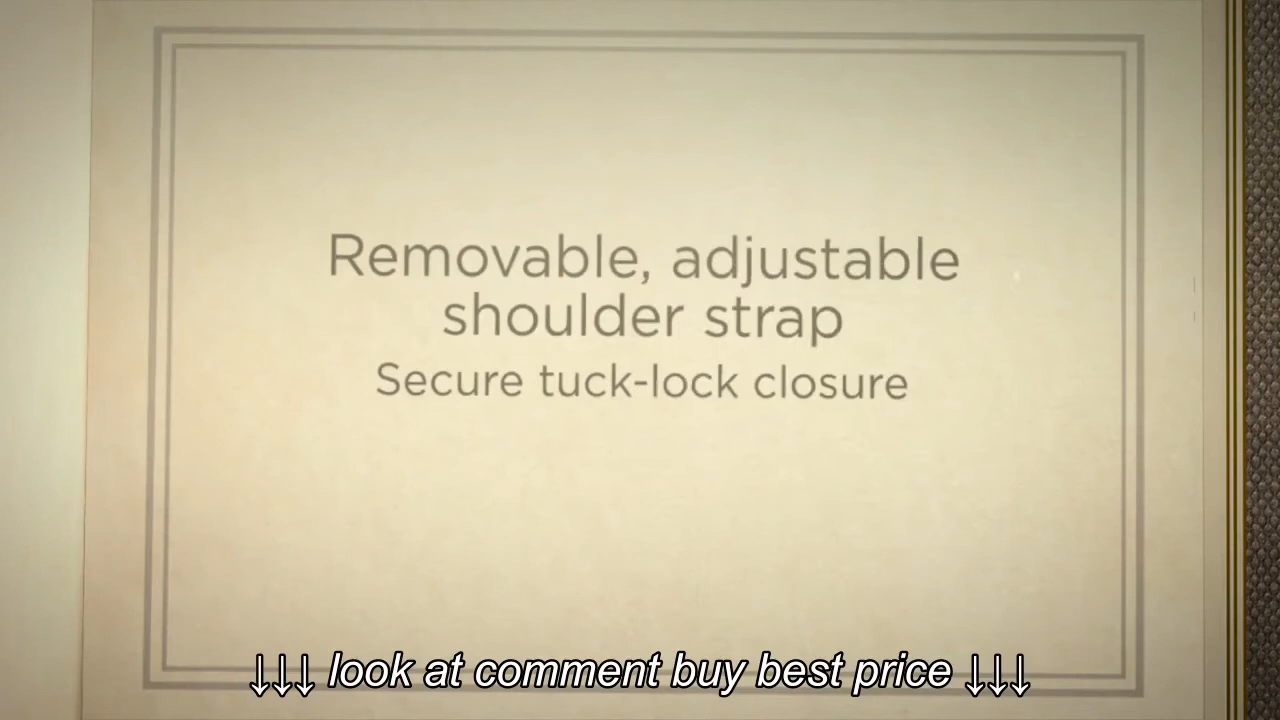 Removable, adjustable
shoulder strap
Secure tuck-lock closure
↓↓↓ look at comment buy best price ↓↓↓